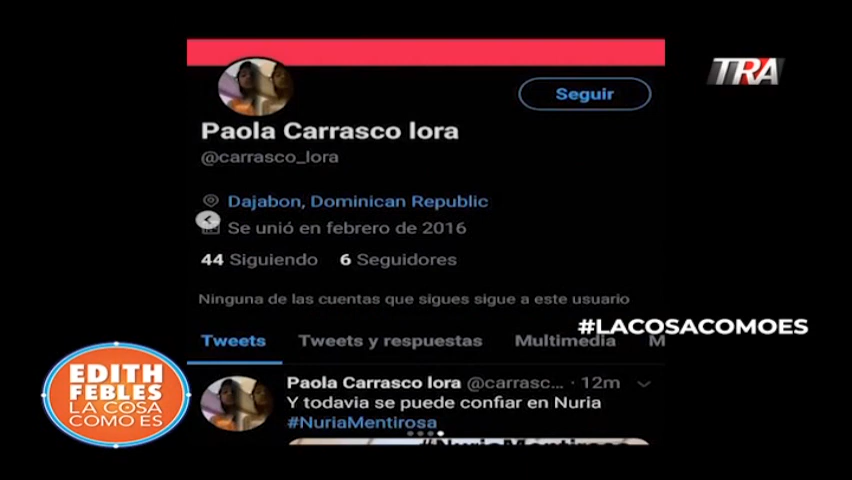 TRA
Seguir
Paola Carrasco lora
@carrasco_lora
Dajabon, Dominican Republic
Se unió en febrero de 2016
44 Siguiendo 6 Seguidores
Ninguna de las cuentas que sigues sigue a este usuario
#LACOSACOMOES
Tweets Tweets y respuestas Multimedia M
EDITH
FEBLES
LA COSA
COMO ES
Paola Carrasco lora @carrasc... · 12m
Y todavia se puede confiar en Nuria
#NuriaMentirosa
#NuriaMentirosa